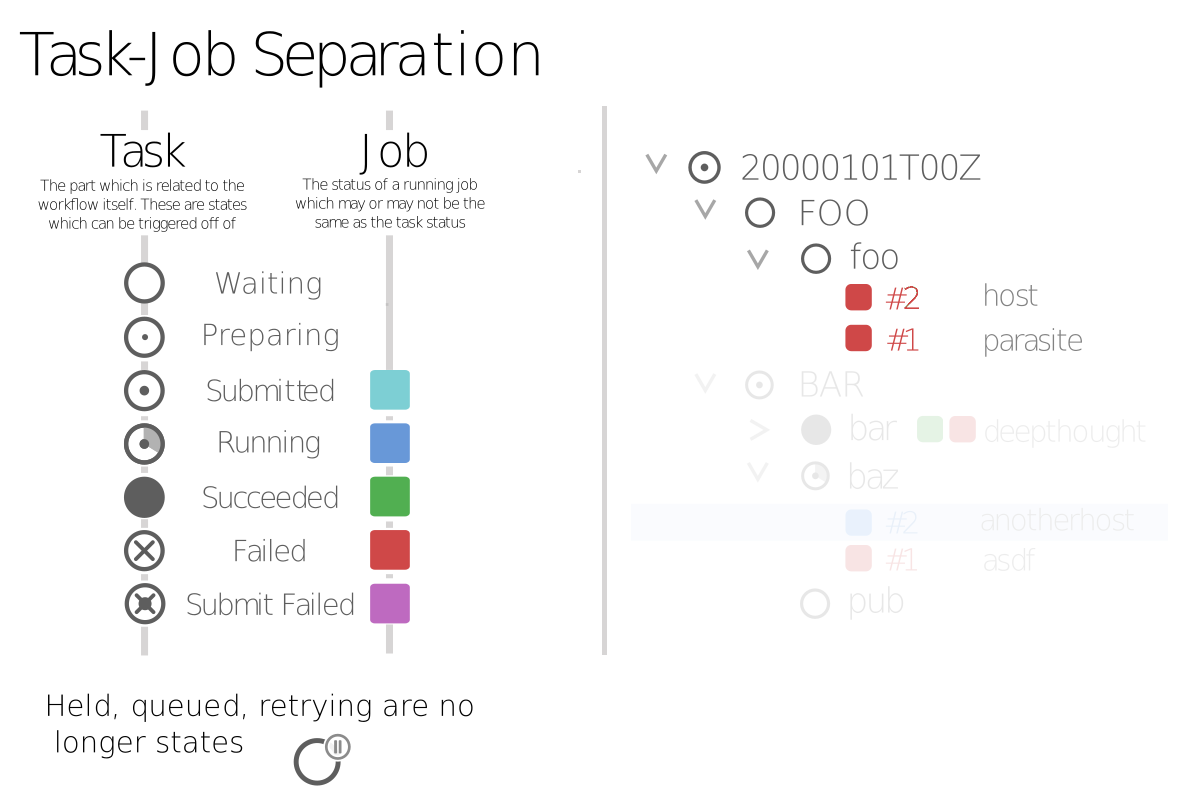 Task-Job Separation
Task
The part which is related to the
workflow itself. These are states
which can be triggered off of
Job
The status of a running job
which may or may not be the
same as the task status
Waiting
Preparing
Submitted
Running
Succeeded
Failed
Submit Failed
Held, queued, retrying are no
longer states
20000101T00Z
FOO
foo
#2 host
#1 parasite
BAR
bar deepthought
baz
#2 anotherhost
#1 asdf
pub